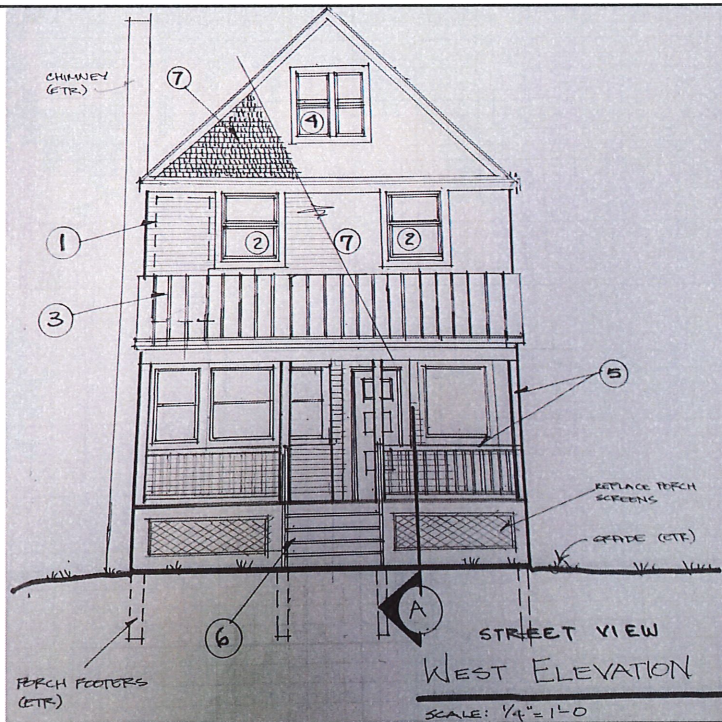 CHIMNEY
(ETR)
7
4
1
2
7
2
3
5
REPLACE PORCH
SCREENS
GRADE (ETR)
A
6
STREET VIEW
PORCH FOOTERS
(ETR)
WEST ELEVATION
SCALE: 1/4" = 1'-0